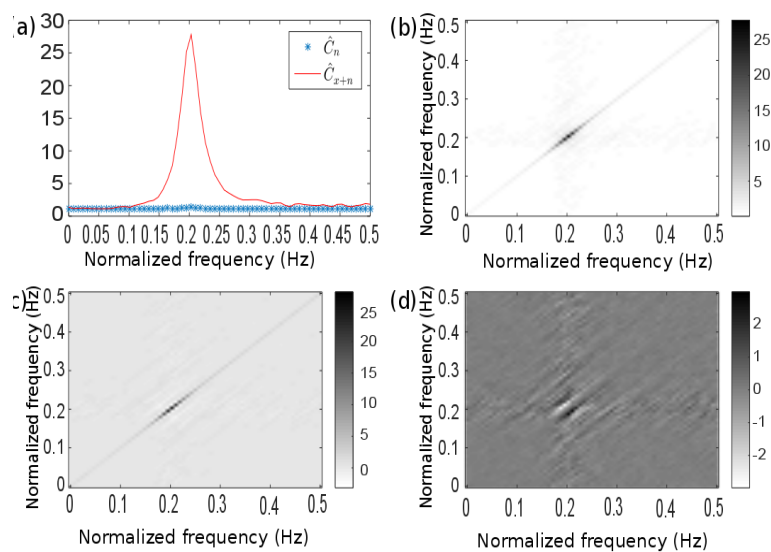 (a)
30
25
20
15
10
5
0
Ĉn
Ĉx+n
0 0.05 0.1 0.15 0.2 0.25 0.3 0.35 0.4 0.45 0.5
Normalized frequency (Hz)
(b)
Normalized frequency (Hz)
0.5
0.4
0.3
0.2
0.1
0
0 0.1 0.2 0.3 0.4 0.5
Normalized frequency (Hz)
25
20
15
10
5
c)
Normalized frequency (Hz)
0.5
0.4
0.3
0.2
0.1
0
0 0.1 0.2 0.3 0.4 0.5
Normalized frequency (Hz)
25
20
15
10
5
0
(d)
Normalized frequency (Hz)
0.5
0.4
0.3
0.2
0.1
0
0 0.1 0.2 0.3 0.4 0.5
Normalized frequency (Hz)
2
1
0
-1
-2